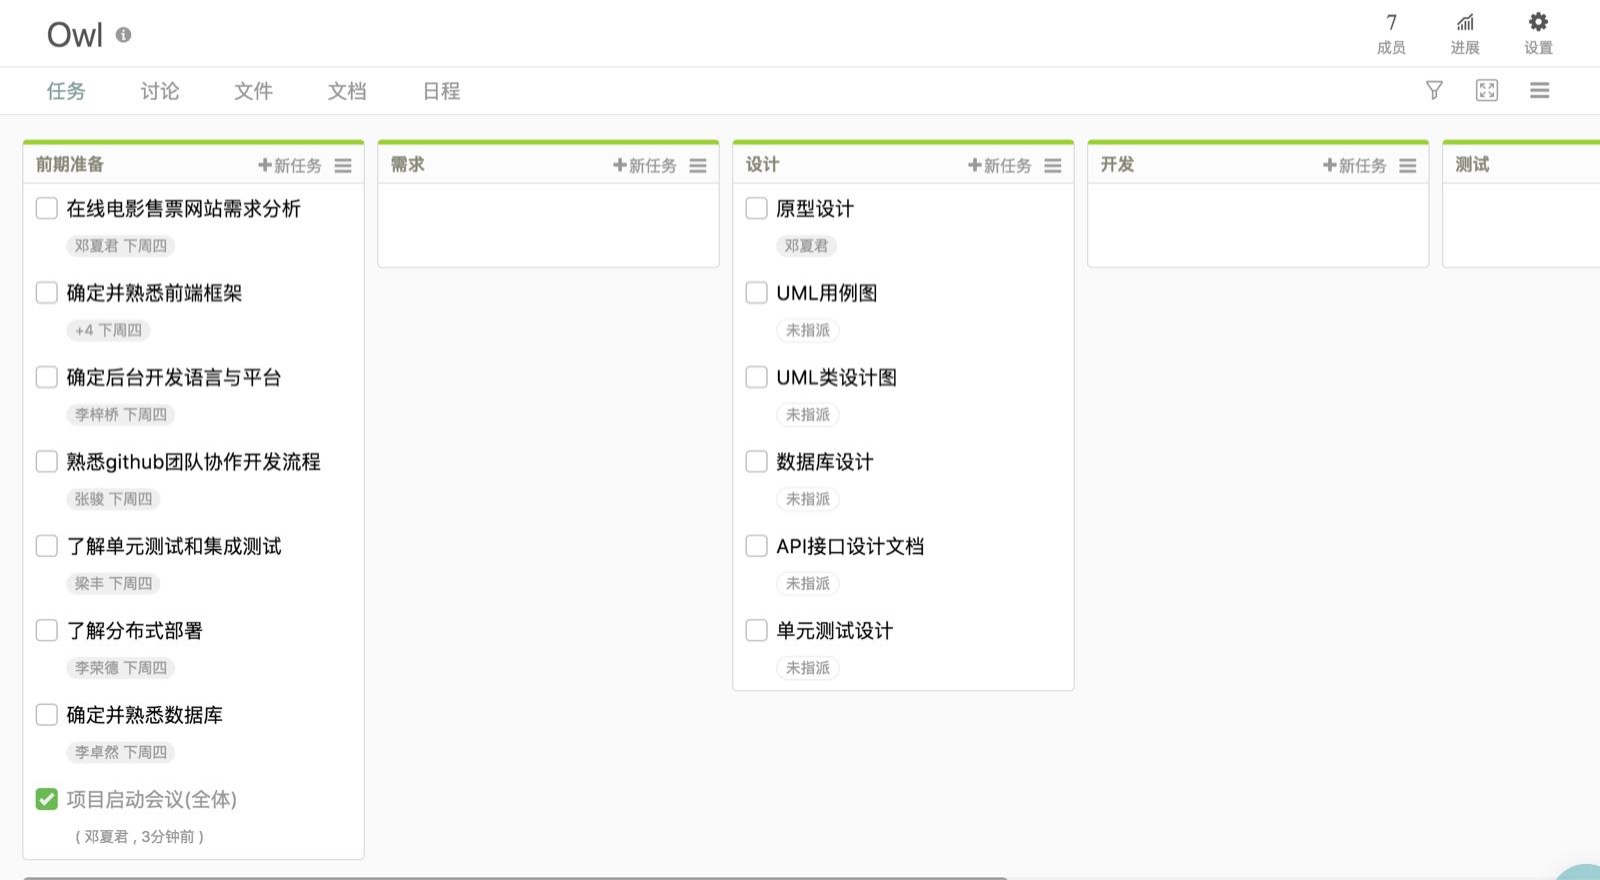 Owl
7
成员
进展
设置
任务
讨论
文件
文档
日程
前期准备
新任务
在线电影售票网站需求分析
邓夏君 下周四
确定并熟悉前端框架
+4 下周四
确定后台开发语言与平台
李梓桥 下周四
熟悉github团队协作开发流程
张骏 下周四
了解单元测试和集成测试
梁丰 下周四
了解分布式部署
李荣德 下周四
确定并熟悉数据库
李卓然 下周四
项目启动会议(全体)
( 邓夏君 , 3分钟前 )
需求
新任务
设计
新任务
原型设计
邓夏君
UML用例图
未指派
UML类设计图
未指派
数据库设计
未指派
API接口设计文档
未指派
单元测试设计
未指派
开发
新任务
测试